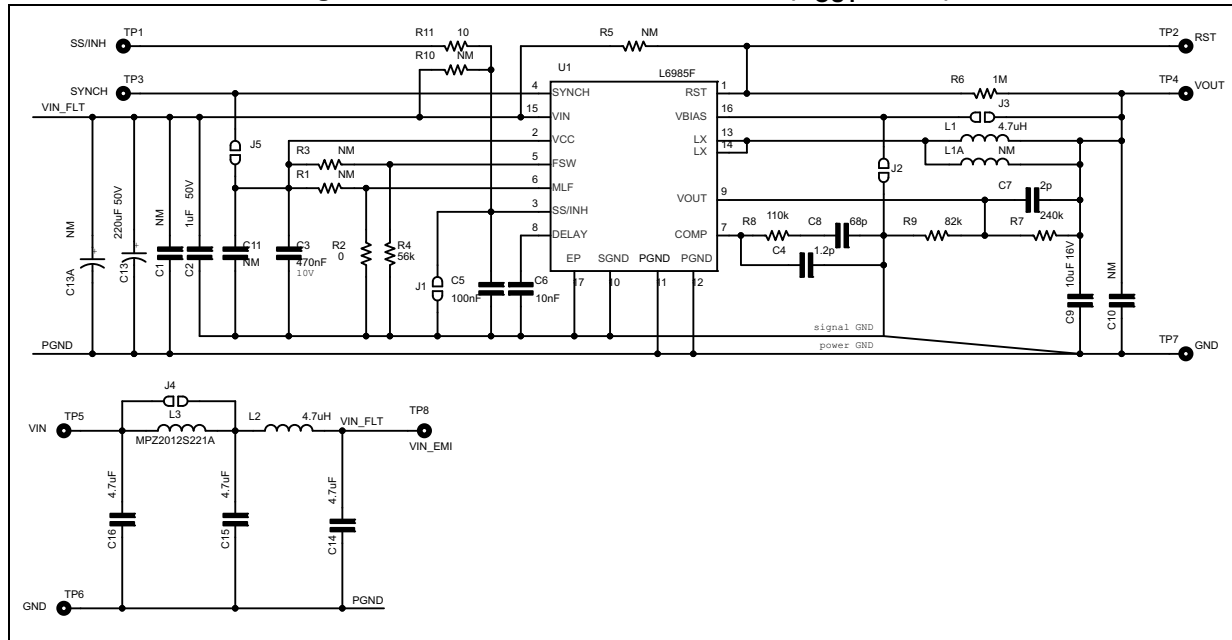 SS/INH TP1 R11 10 R5 NM TP2 RST
R10 NM
U1 L6985F
SYNCH TP3 4 SYNCH RST 1 R6 1M TP4 VOUT
VIN_FLT 15 VIN VBIAS 16 J3
2 VCC LX 13 L1 4.7uH
LX 14 L1A NM
J5 R3 NM 5 FSW J2
R1 NM 6 MLF VOUT 9 C7 2p
3 SS/INH
8 DELAY COMP 7 R8 110k C8 68p R9 82k R7 240k
C4 1.2p
NM 220uF 50V NM 1uF 50V
C13A C13 C1 C2
C11 NM C3 470nF 10V R2 0 R4 56k
J1 C5 100nF C6 10nF
EP SGND PGND PGND
17 10 11 12
10uF 16V NM
C9 C10
signal GND
PGND power GND TP7 GND
J4
VIN TP5 L3 L2 4.7uH VIN_FLT TP8
MPZ2012S221A VIN_EMI
4.7uF 4.7uF 4.7uF
C16 C15 C14
GND TP6 PGND